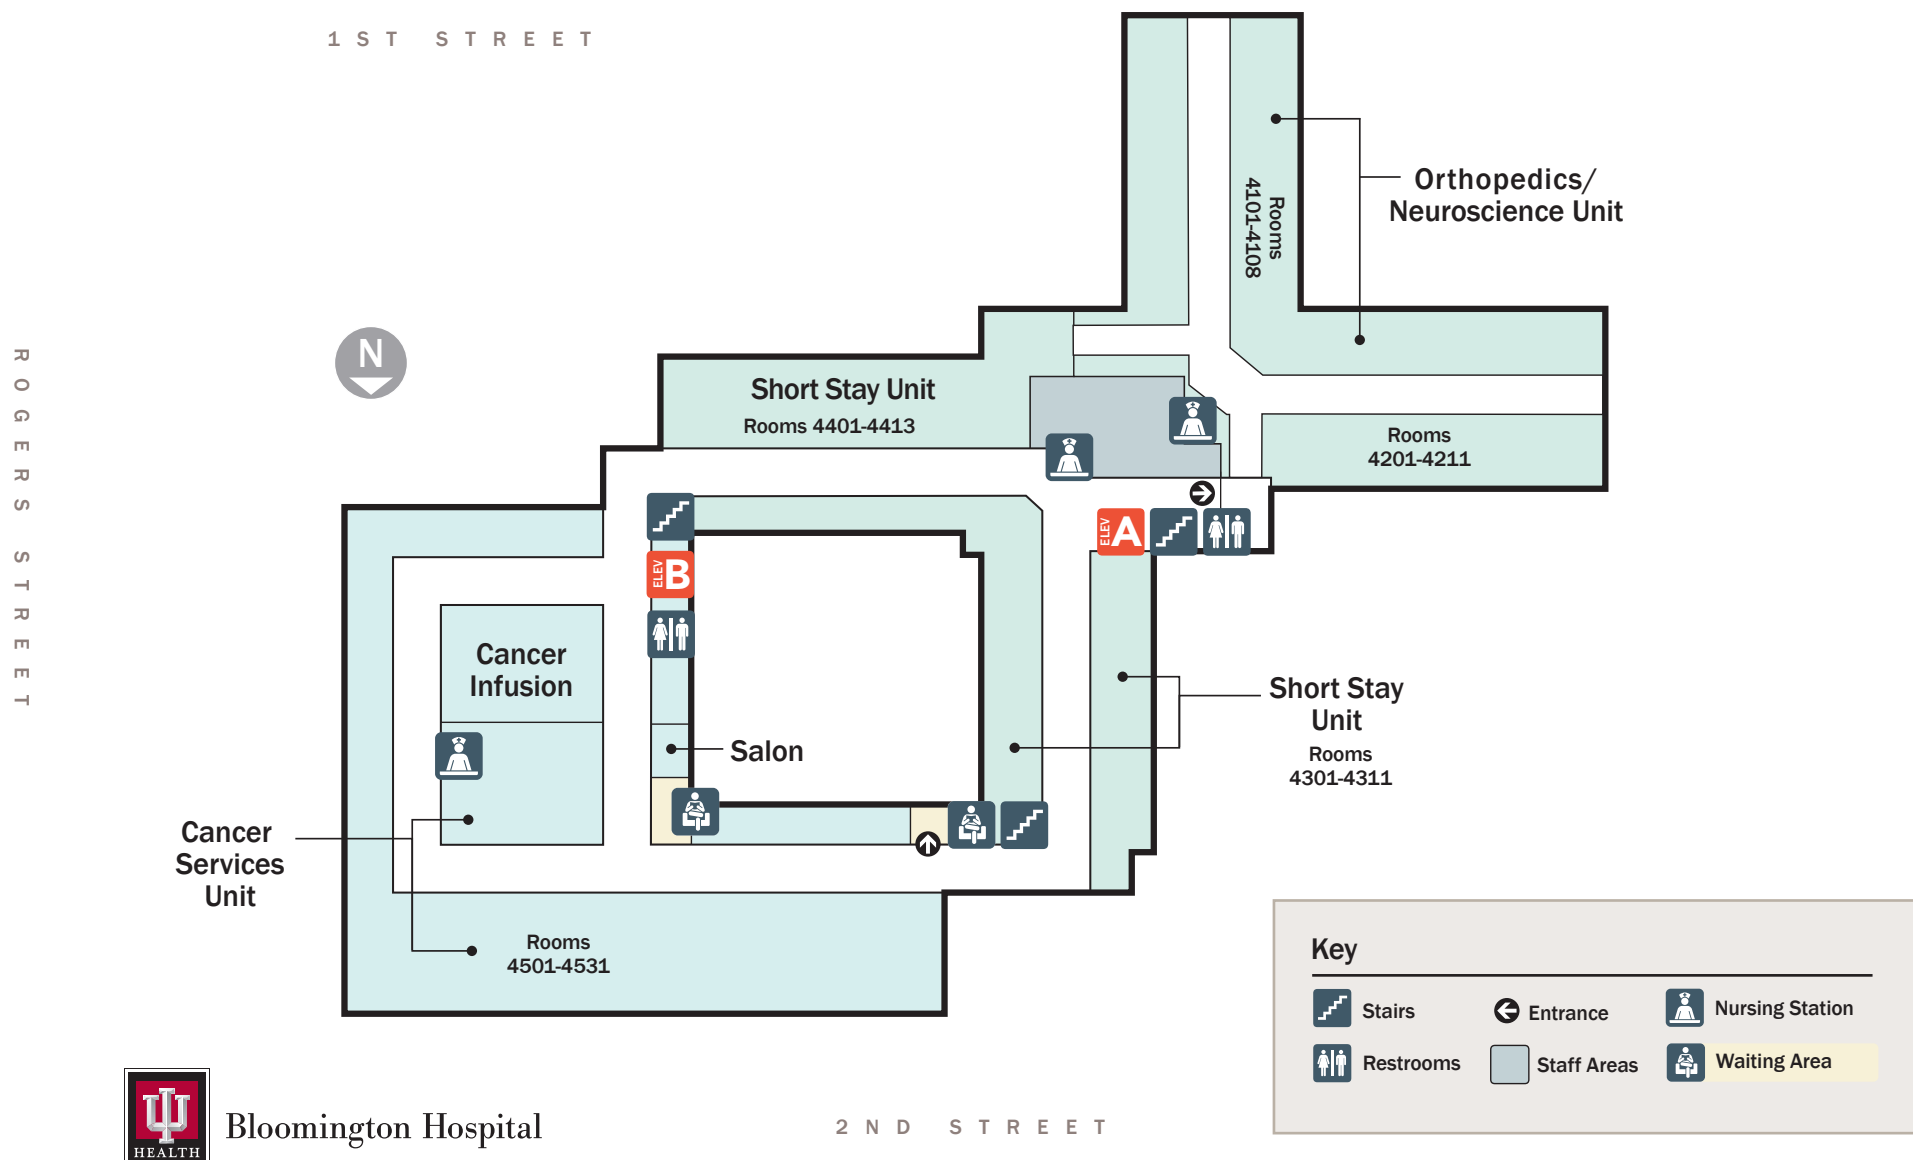 1ST STREET
Orthopedics/
Neuroscience Unit
Rooms
4101-4108
ROGERS STREET
N
Short Stay Unit
Rooms 4401-4413
Rooms
4201-4211
ELEV
A
ELEV
B
Cancer
Infusion
Salon
Short Stay
Unit
Rooms
4301-4311
Cancer
Services
Unit
Rooms
4501-4531
Key
Stairs
Entrance
Nursing Station
Restrooms
Staff Areas
Waiting Area
HEALTH
Bloomington Hospital
2ND STREET